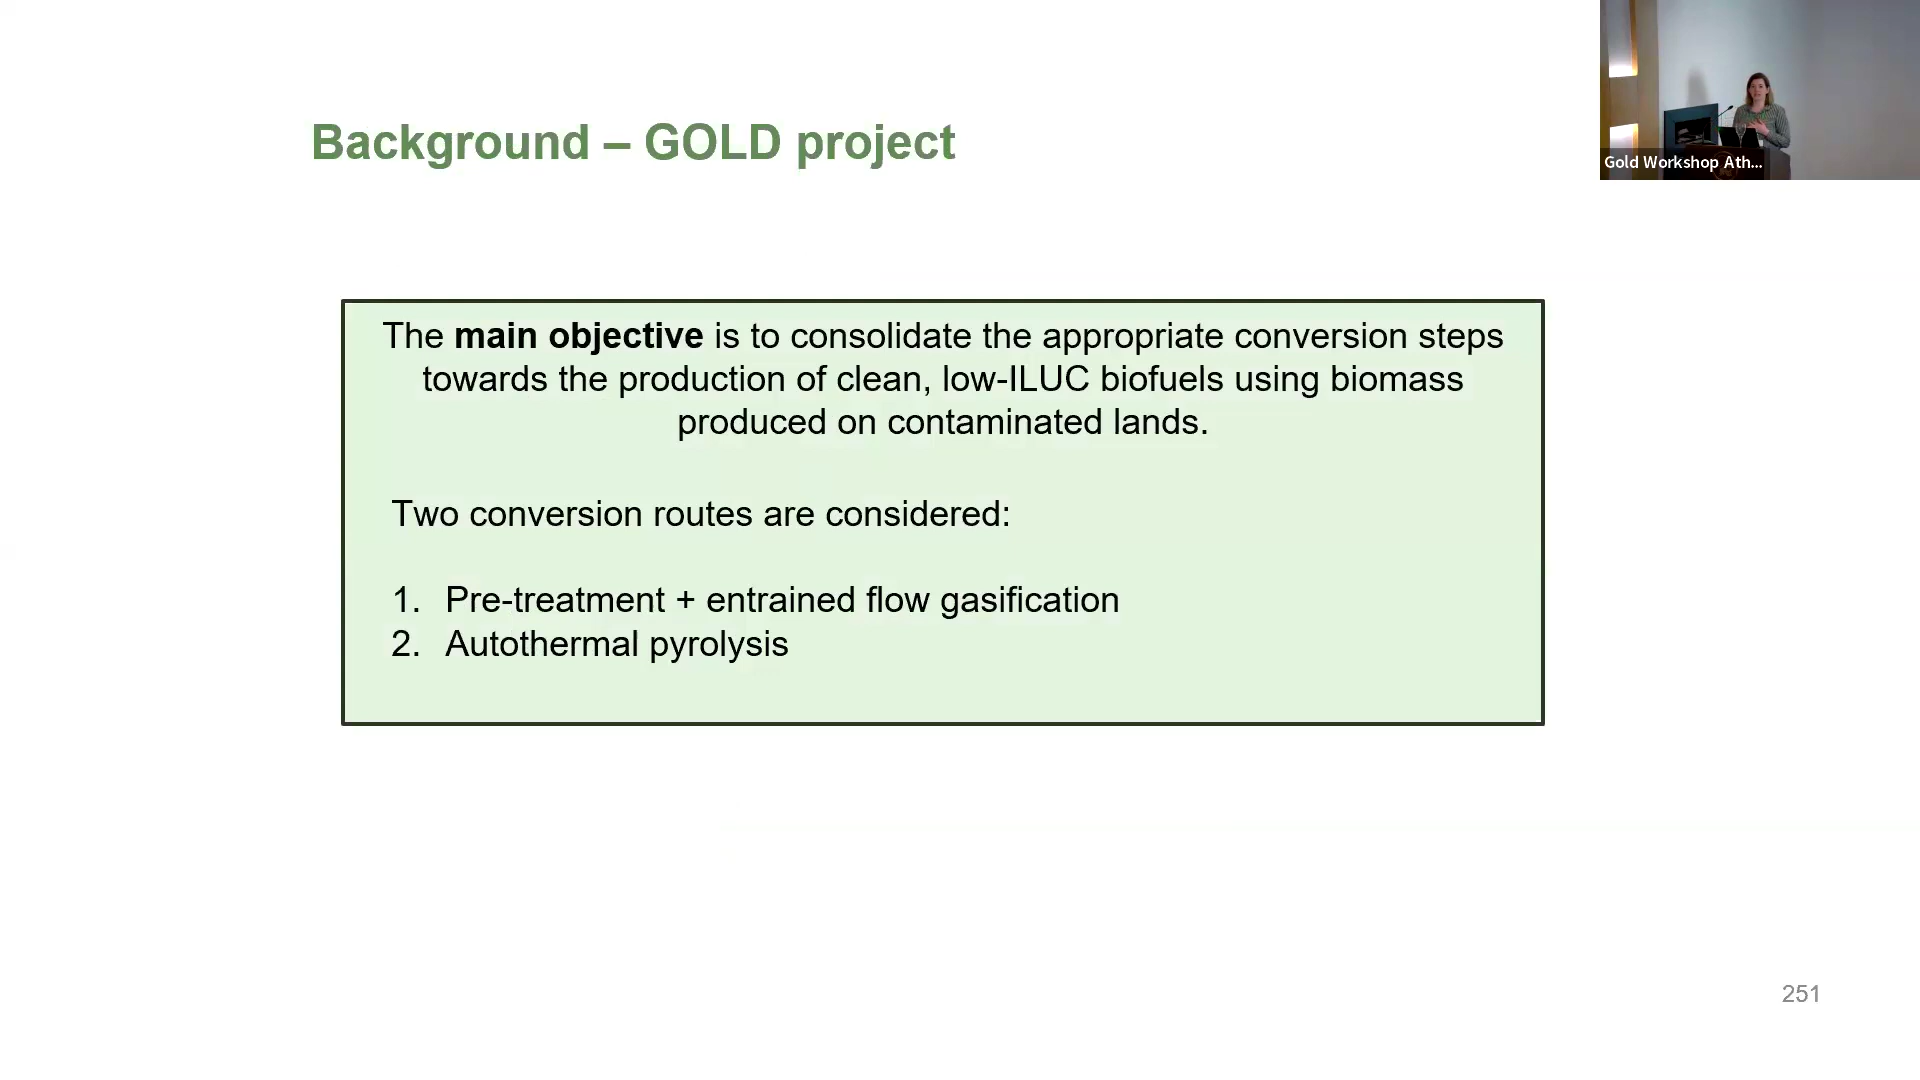 Background – GOLD project
Gold Workshop Ath...
The main objective is to consolidate the appropriate conversion steps
towards the production of clean, low-ILUC biofuels using biomass
produced on contaminated lands.
Two conversion routes are considered:
1. Pre-treatment + entrained flow gasification
2. Autothermal pyrolysis
251